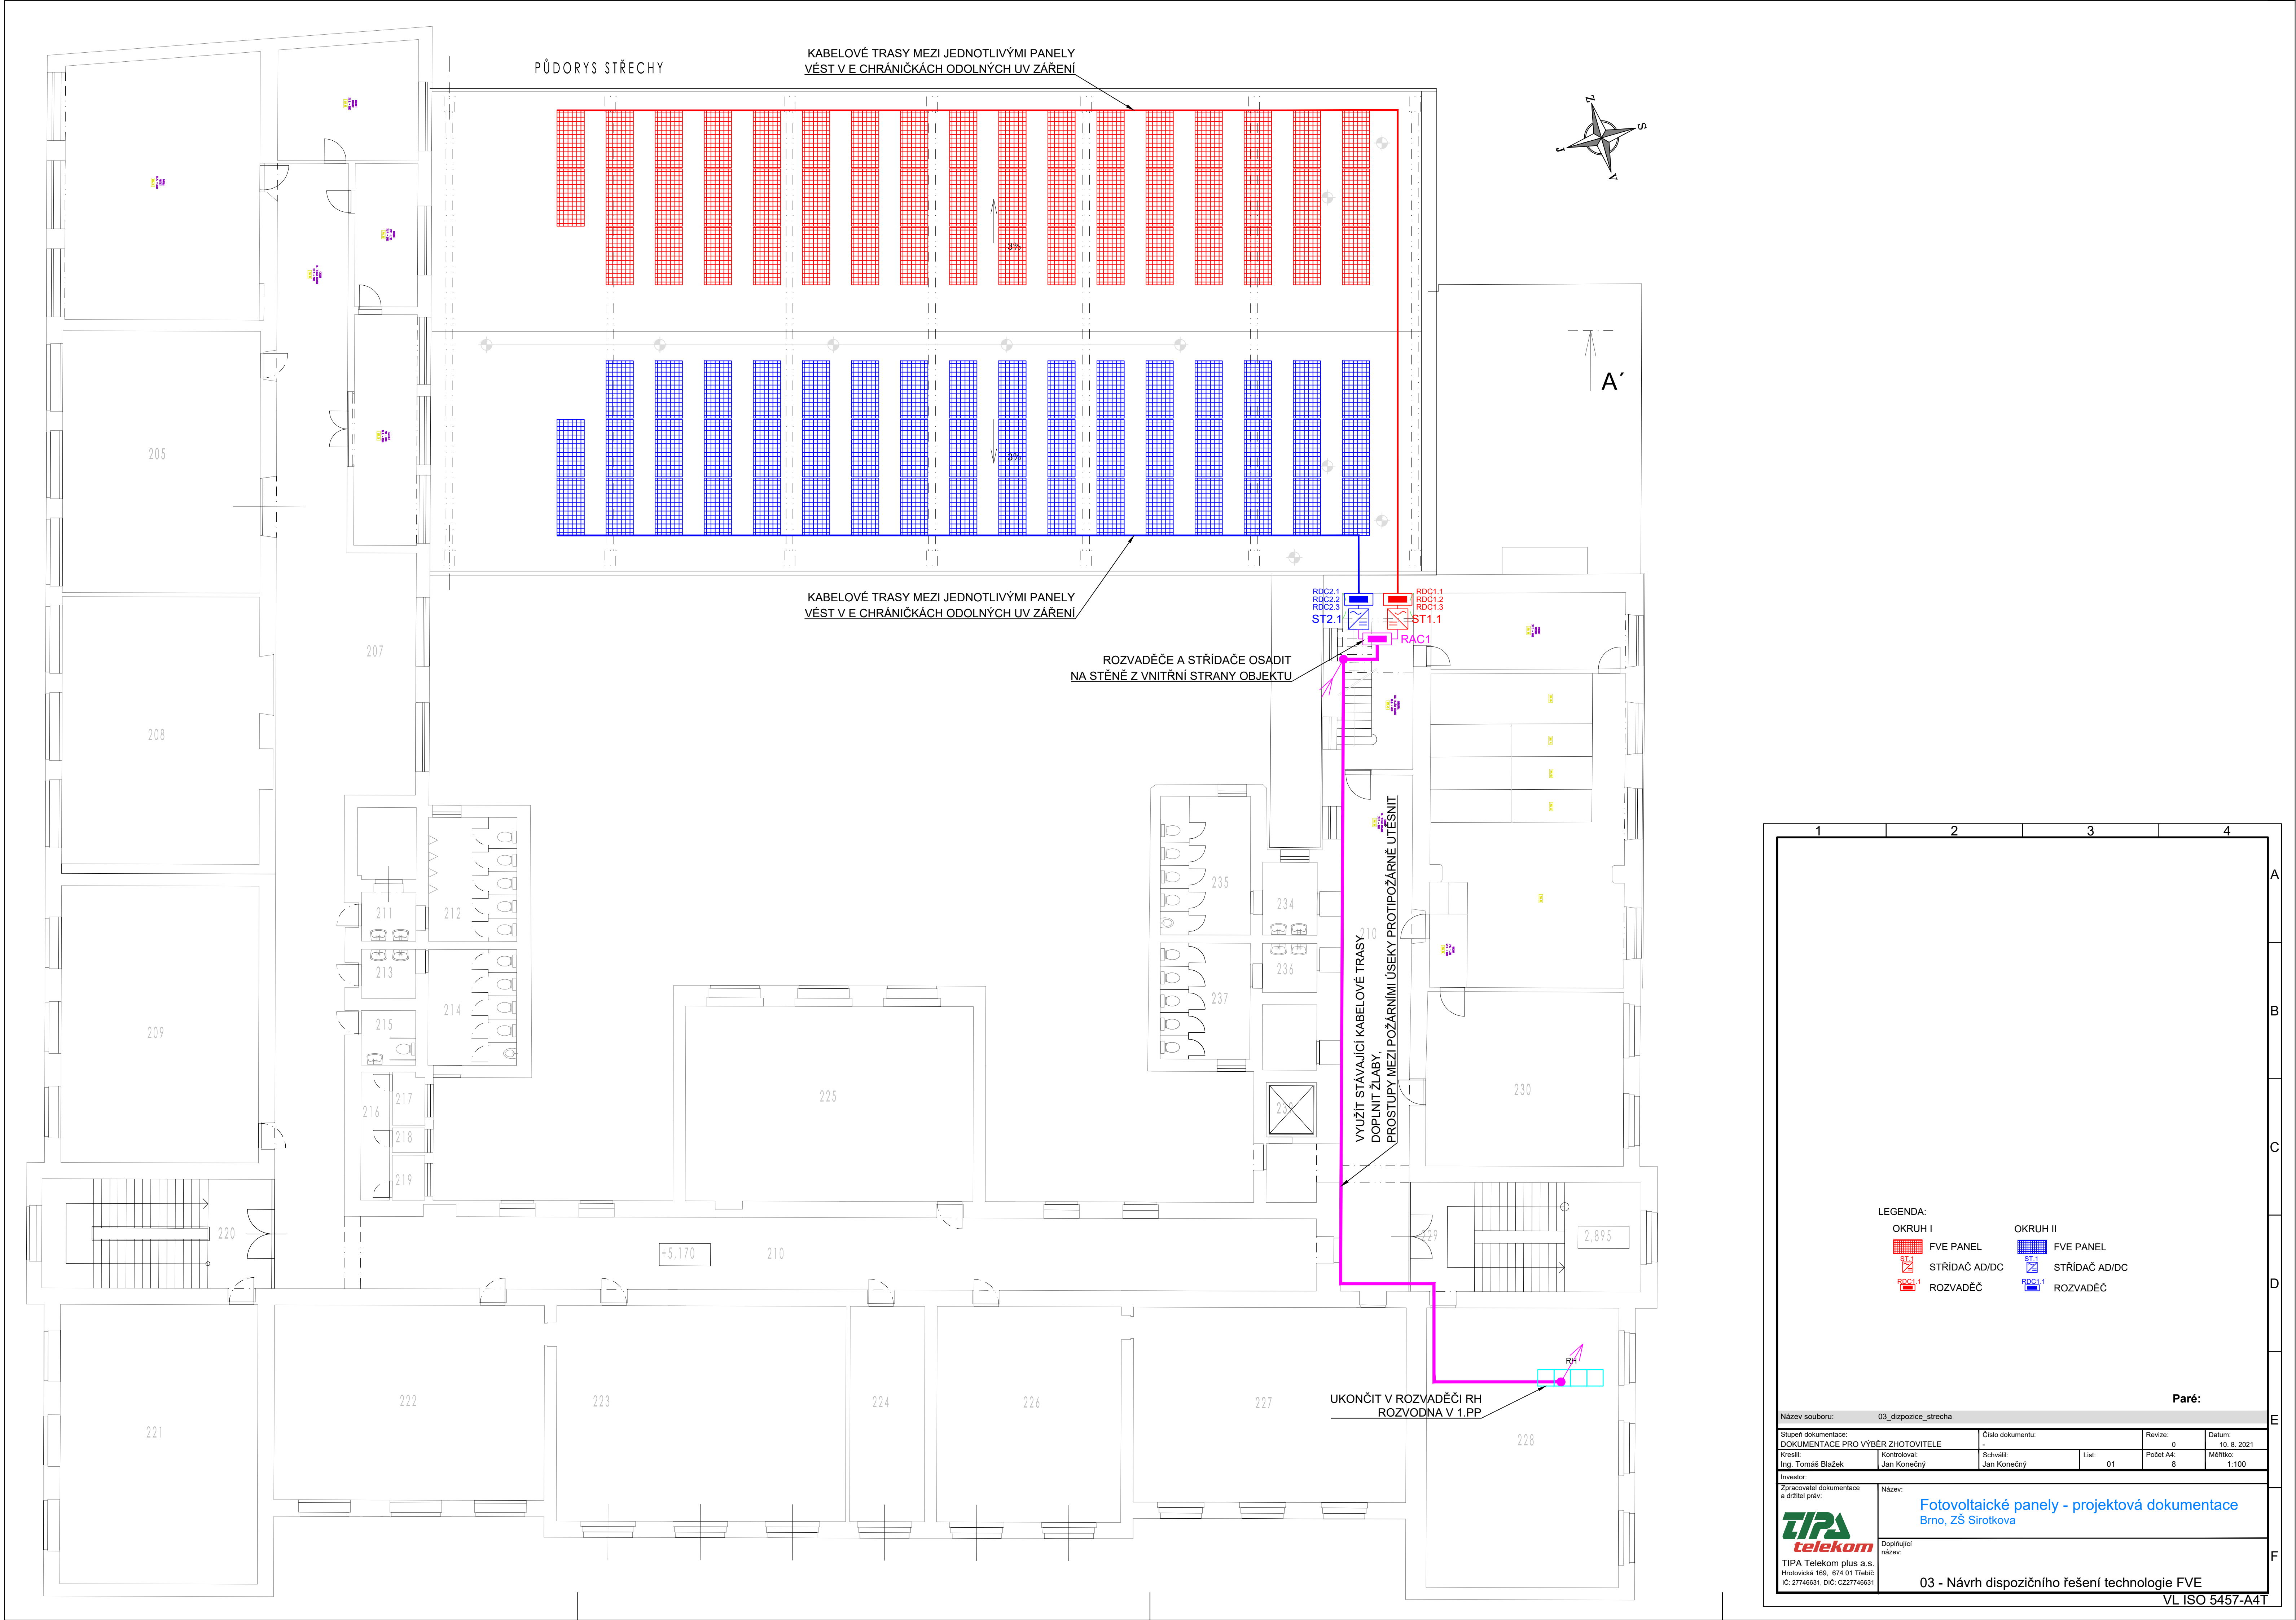 PŮDORYS STŘECHY
KABELOVÉ TRASY MEZI JEDNOTLIVÝMI PANELY
VÉST V E CHRÁNIČKÁCH ODOLNÝCH UV ZÁŘENÍ
Z
S
J
V
3%
3%
A´
KABELOVÉ TRASY MEZI JEDNOTLIVÝMI PANELY
VÉST V E CHRÁNIČKÁCH ODOLNÝCH UV ZÁŘENÍ
RDC2.1
RDC2.2
RDC2.3
ST2.1
RDC1.1
RDC1.2
RDC1.3
ST1.1
RAC1
ROZVADĚČE A STŘÍDAČE OSADIT
NA STĚNĚ Z VNITŘNÍ STRANY OBJEKTU
VYUŽÍT STÁVAJÍCÍ KABELOVÉ TRASY
DOPLNIT ŽLABY,
PROSTUPY MEZI POŽÁRNÍMI ÚSEKY PROTIPOŽÁRNĚ UTĚSNIT
205
207
208
209
211
212
213
214
215
216
217
218
219
220
221
222
223
224
225
226
227
228
229
230
234
235
236
237
210
210
+5,170
2,895
RH
UKONČIT V ROZVADĚČI RH
ROZVODNA V 1.PP
1
2
3
4
A
B
C
D
E
F
LEGENDA:
OKRUH I
OKRUH II
FVE PANEL
FVE PANEL
ST.1
STŘÍDAČ AD/DC
ST.1
STŘÍDAČ AD/DC
RDC1.1
ROZVADĚČ
RDC1.1
ROZVADĚČ
Paré:
Název souboru: 03_dizpozice_strecha
Stupeň dokumentace:
DOKUMENTACE PRO VÝBĚR ZHOTOVITELE
Číslo dokumentu:
-
Revize:
0
Datum:
10. 8. 2021
Kreslil:
Ing. Tomáš Blažek
Kontroloval:
Jan Konečný
Schválil:
Jan Konečný
List:
01
Počet A4:
8
Měřítko:
1:100
Investor:
Zpracovatel dokumentace
a držitel práv:
TIPA
telekom
TIPA Telekom plus a.s.
Hrotovická 169, 674 01 Třebíč
IČ: 27746631, DIČ: CZ27746631
Název:
Fotovoltaické panely - projektová dokumentace
Brno, ZŠ Sirotkova
Doplňující
název:
03 - Návrh dispozičního řešení technologie FVE
VL ISO 5457-A4T